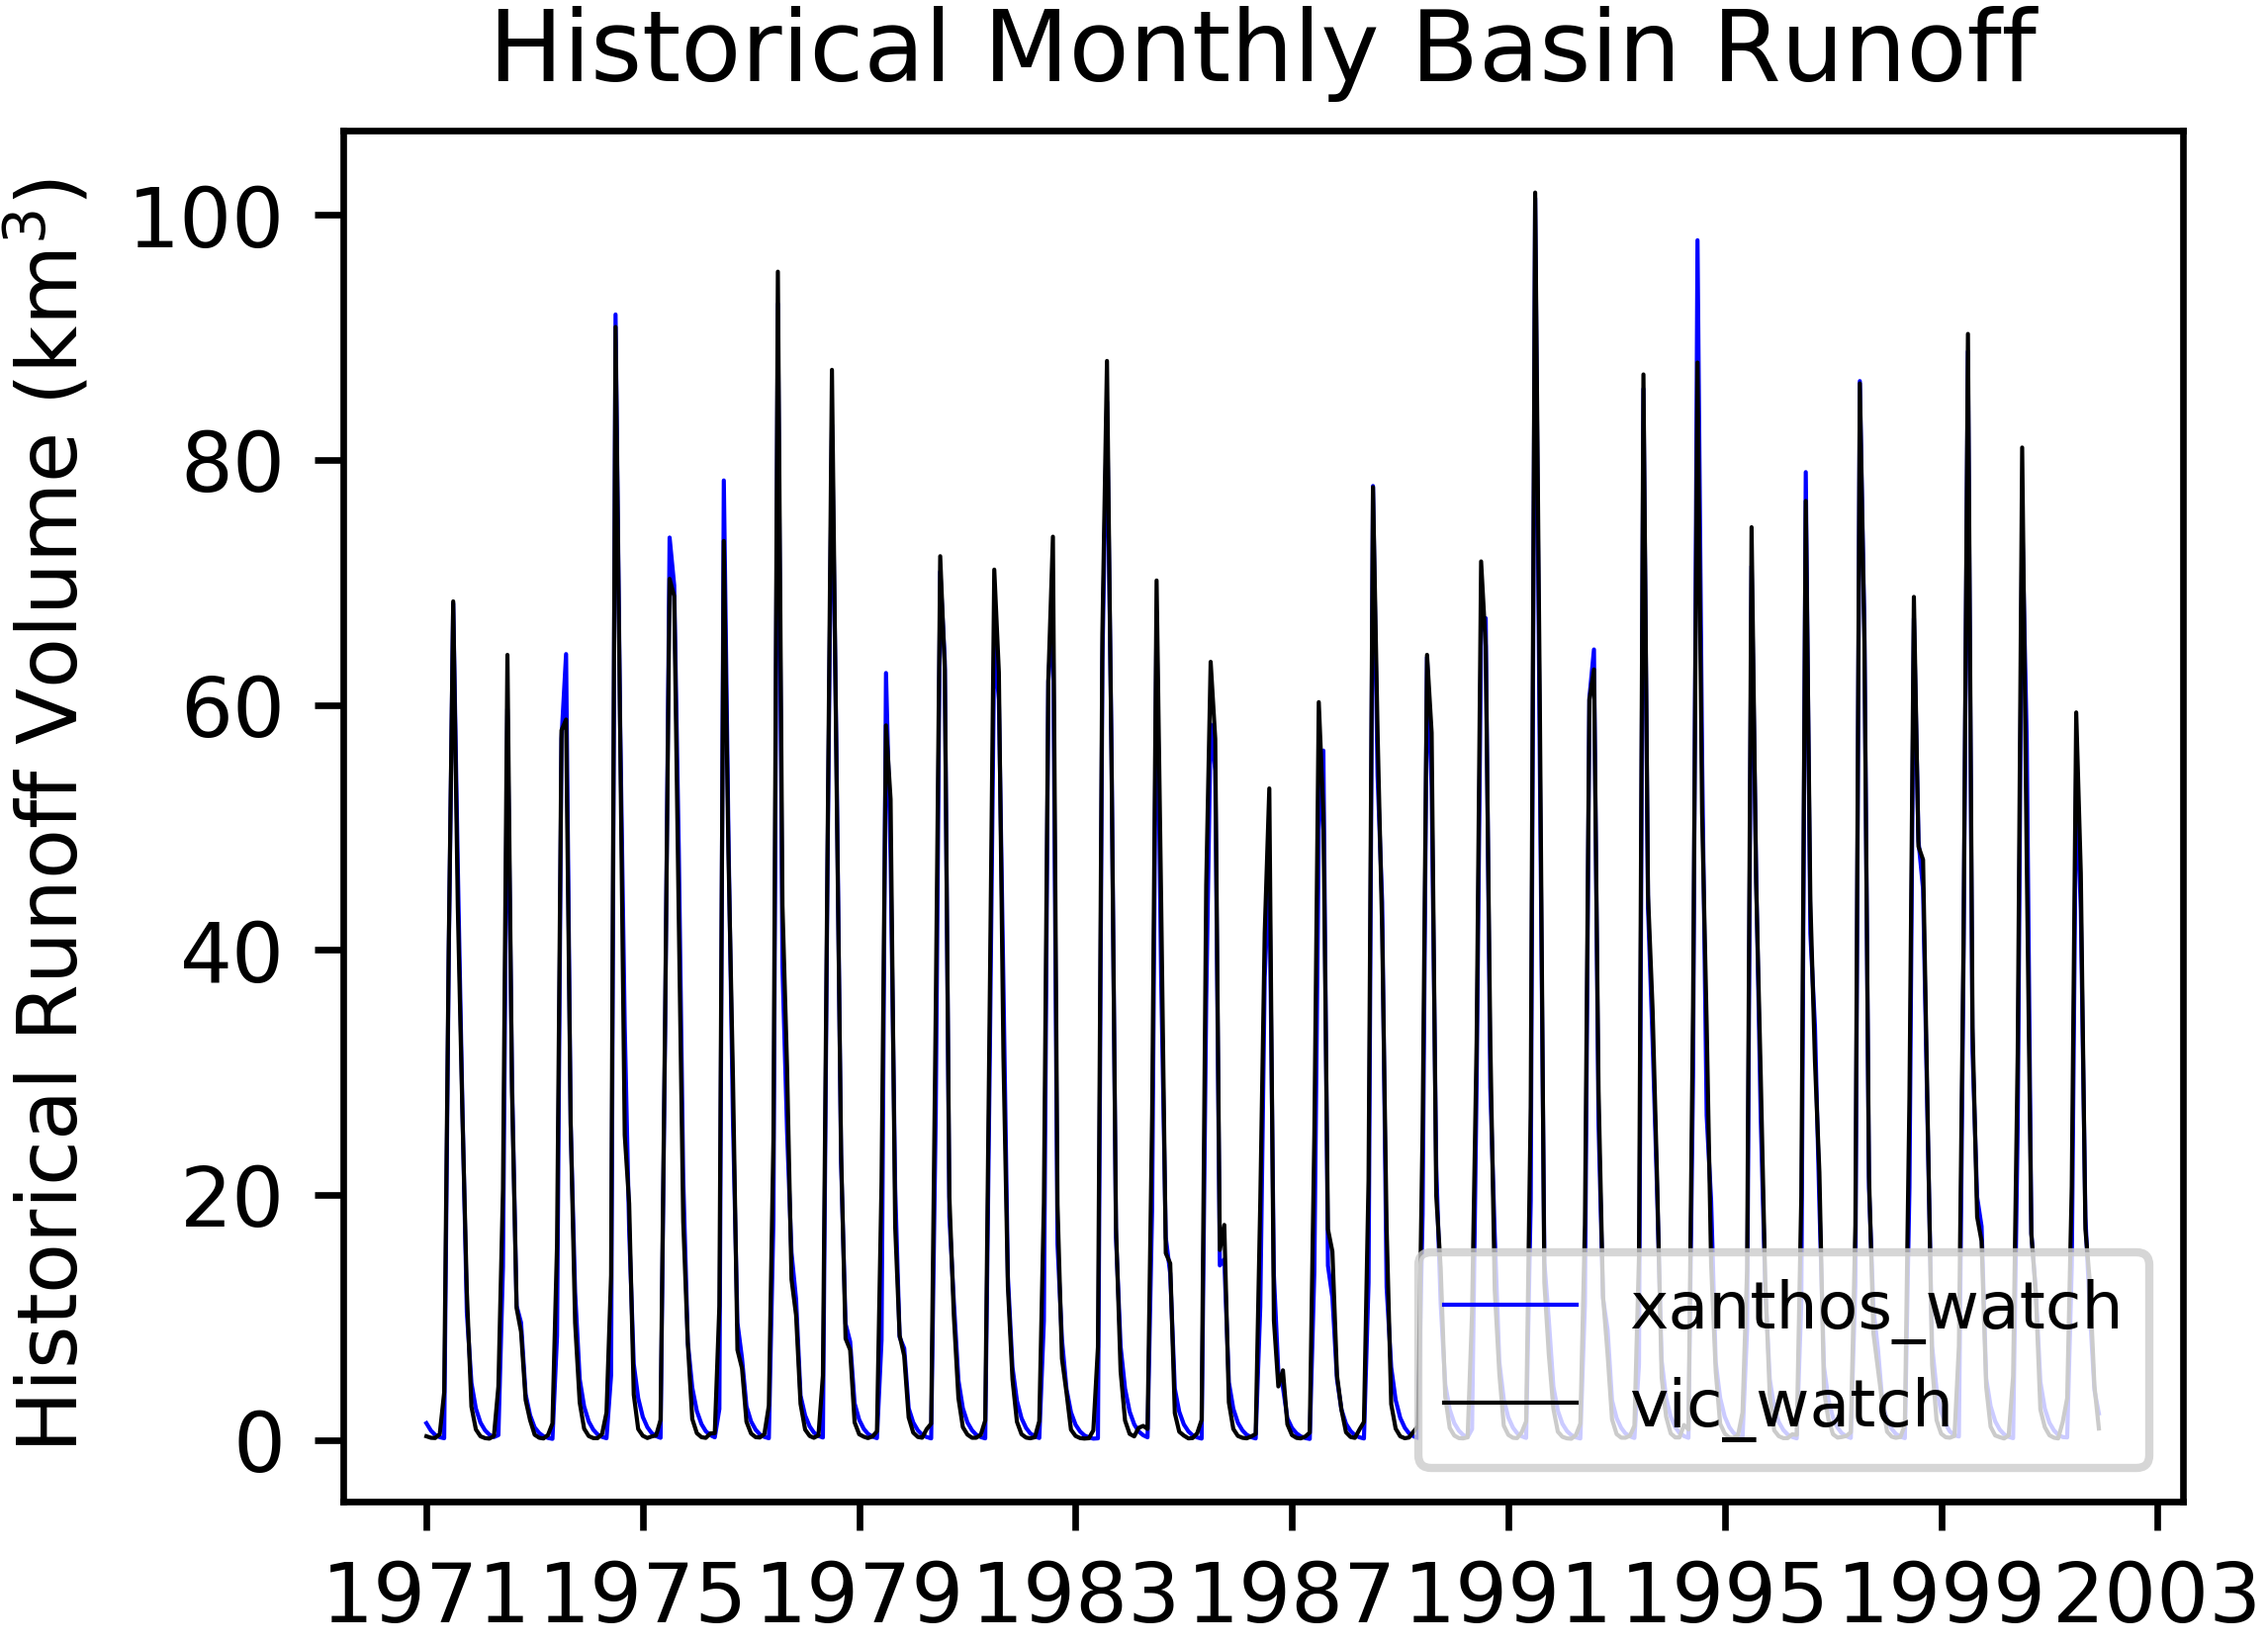 Historical Monthly Basin Runoff
Historical Runoff Volume (km³)
100
80
60
40
20
0
xanthos_watch
vic_watch
1971 1975 1979 1983 1987 1991 1995 1999 2003